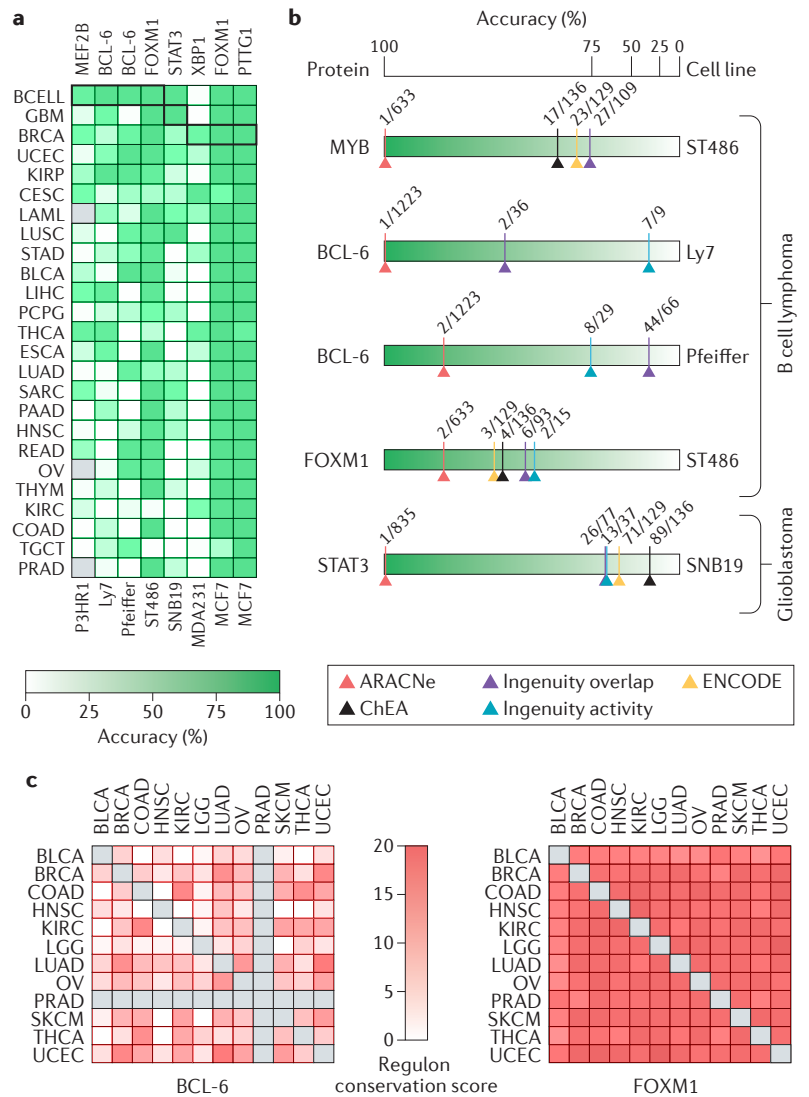 a
MEF2B
BCL-6
BCL-6
FOXM1
STAT3
XBP1
FOXM1
PTTG1
BCELL
GBM
BRCA
UCEC
KIRP
CESC
LAML
LUSC
STAD
BLCA
LIHC
PCPG
THCA
ESCA
LUAD
SARC
PAAD
HNSC
READ
OV
THYM
KIRC
COAD
TGCT
PRAD
P3HR1
Ly7
Pfeiffer
ST486
SNB19
MDA231
MCF7
MCF7
0 25 50 75 100
Accuracy (%)
b
Accuracy (%)
100 75 50 25 0
Protein Cell line
1/633 17/136 23/129 27/109
MYB ST486
1/1223 2/36 7/9
BCL-6 Ly7
2/1223 8/29 44/66
BCL-6 Pfeiffer
2/633 3/129 4/136 6/93 2/15
FOXM1 ST486
1/835 26/77 13/37 71/129 89/136
STAT3 SNB19
B cell lymphoma
Glioblastoma
ARACNe Ingenuity overlap ENCODE
ChEA Ingenuity activity
c
BLCA
BRCA
COAD
HNSC
KIRC
LGG
LUAD
OV
PRAD
SKCM
THCA
UCEC
BLCA
BRCA
COAD
HNSC
KIRC
LGG
LUAD
OV
PRAD
SKCM
THCA
UCEC
BCL-6
20
15
10
5
0
Regulon
conservation score
BLCA
BRCA
COAD
HNSC
KIRC
LGG
LUAD
OV
PRAD
SKCM
THCA
UCEC
BLCA
BRCA
COAD
HNSC
KIRC
LGG
LUAD
OV
PRAD
SKCM
THCA
UCEC
FOXM1